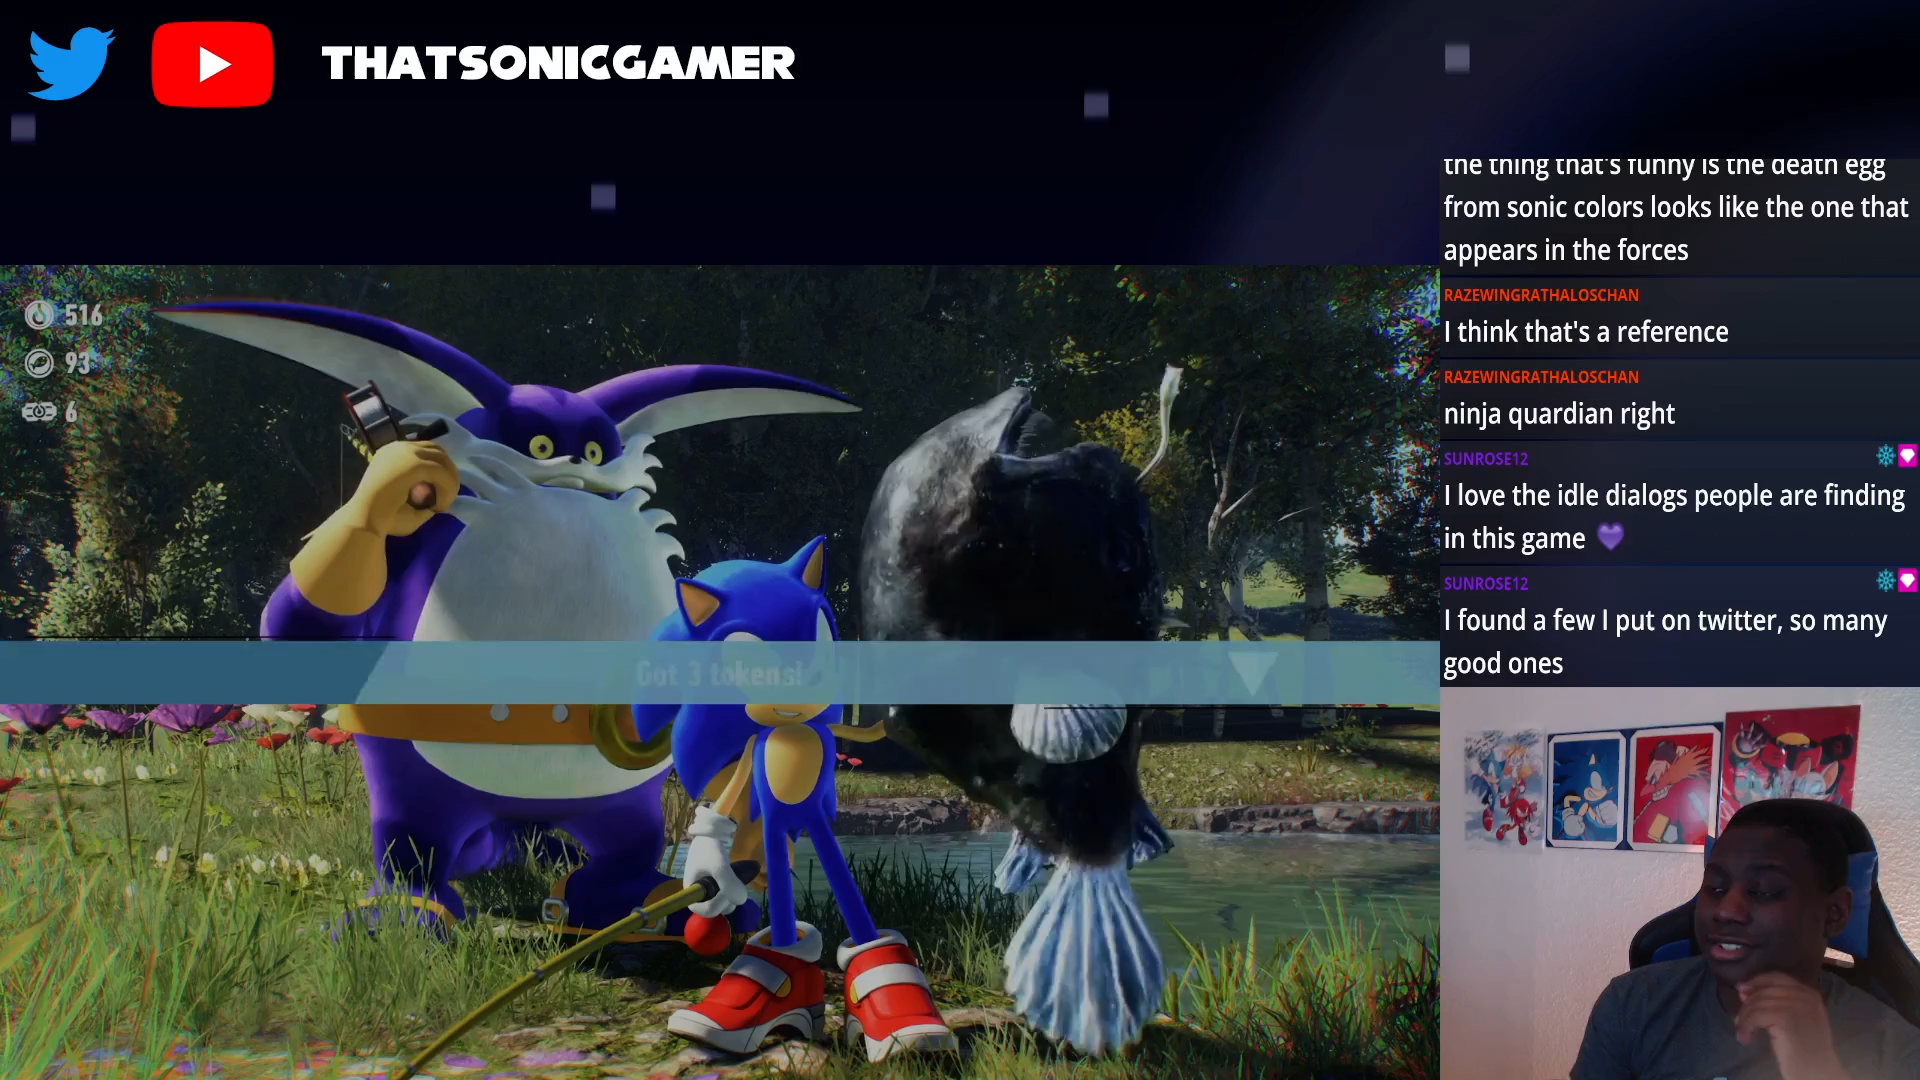 THATSONICGAMER
516
93
6
Got 3 tokens!
the thing that's funny is the death egg
from sonic colors looks like the one that
appears in the forces
RAZEWINGRATHALOSCHAN
I think that's a reference
RAZEWINGRATHALOSCHAN
ninja quardian right
SUNROSE12
I love the idle dialogs people are finding
in this game 💜
SUNROSE12
I found a few I put on twitter, so many
good ones